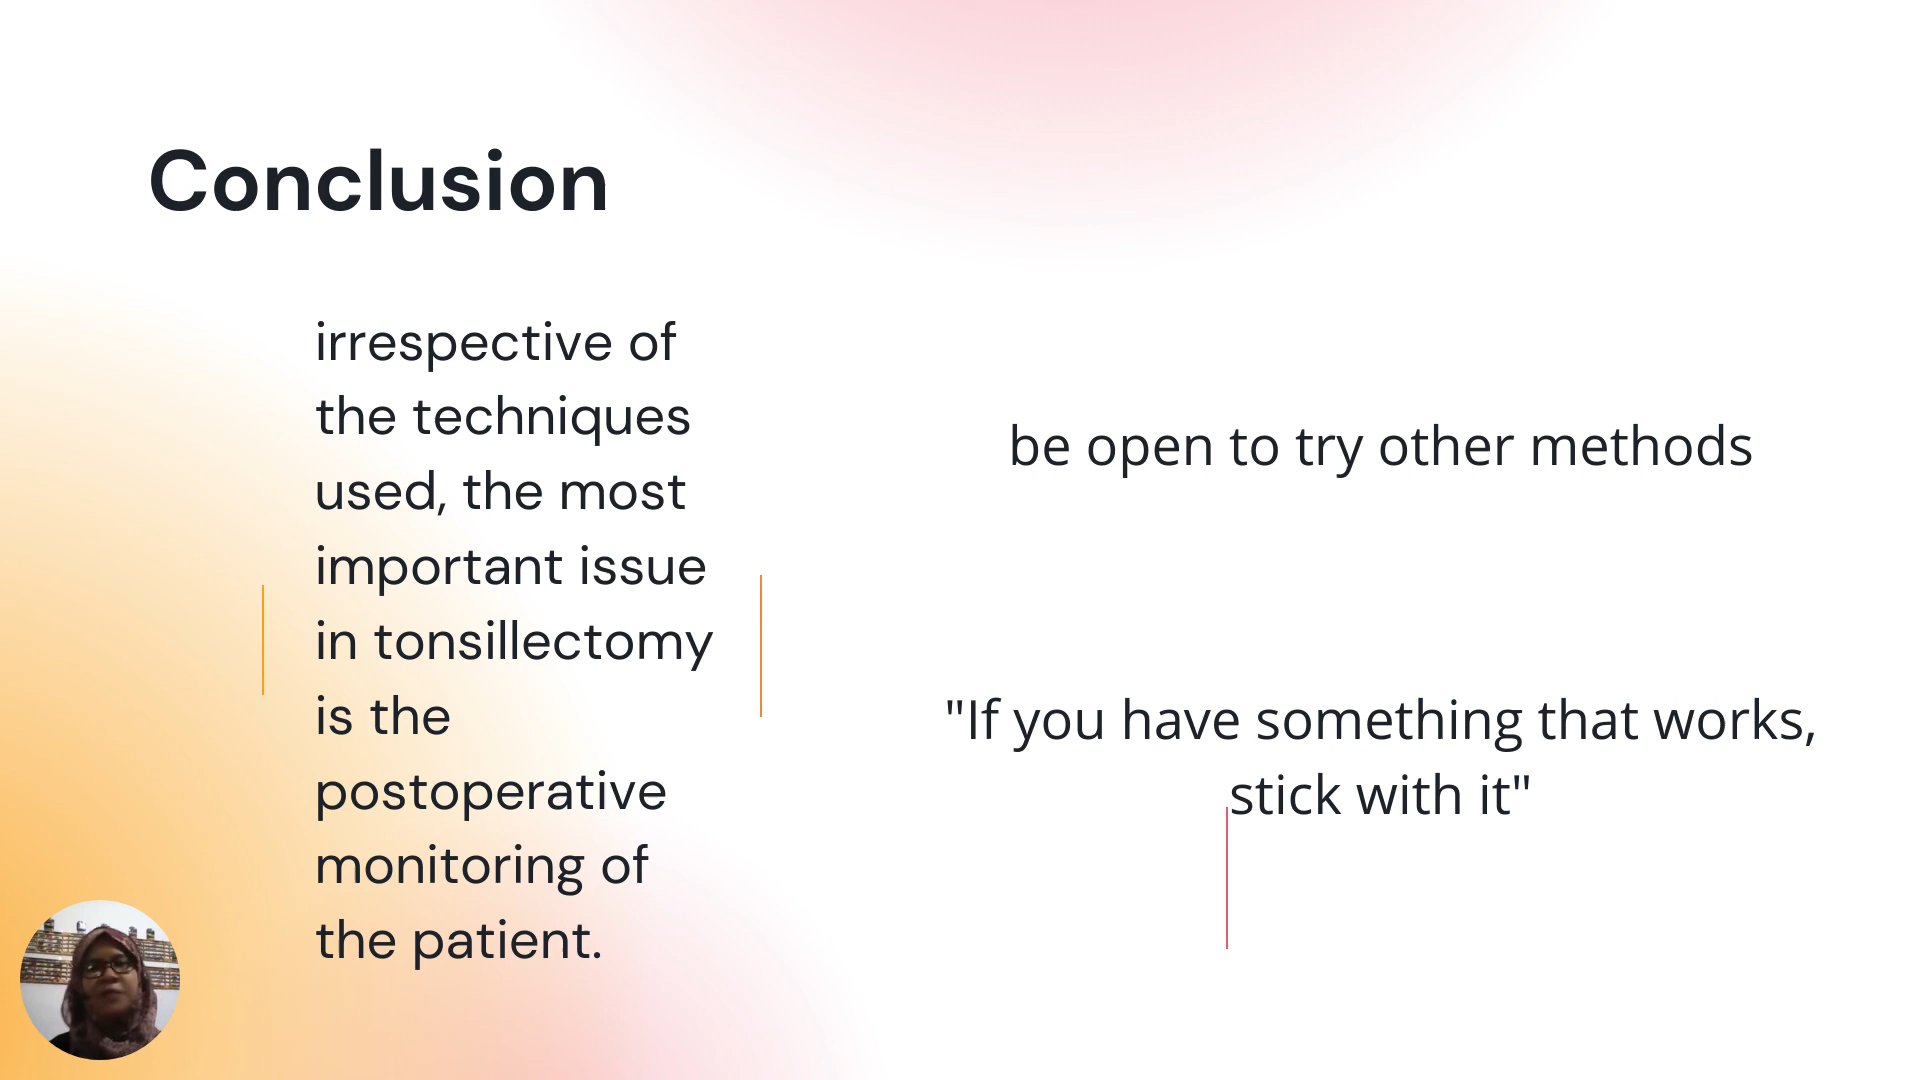 Conclusion
irrespective of
the techniques
used, the most
important issue
in tonsillectomy
is the
postoperative
monitoring of
the patient.
be open to try other methods
"If you have something that works,
stick with it"